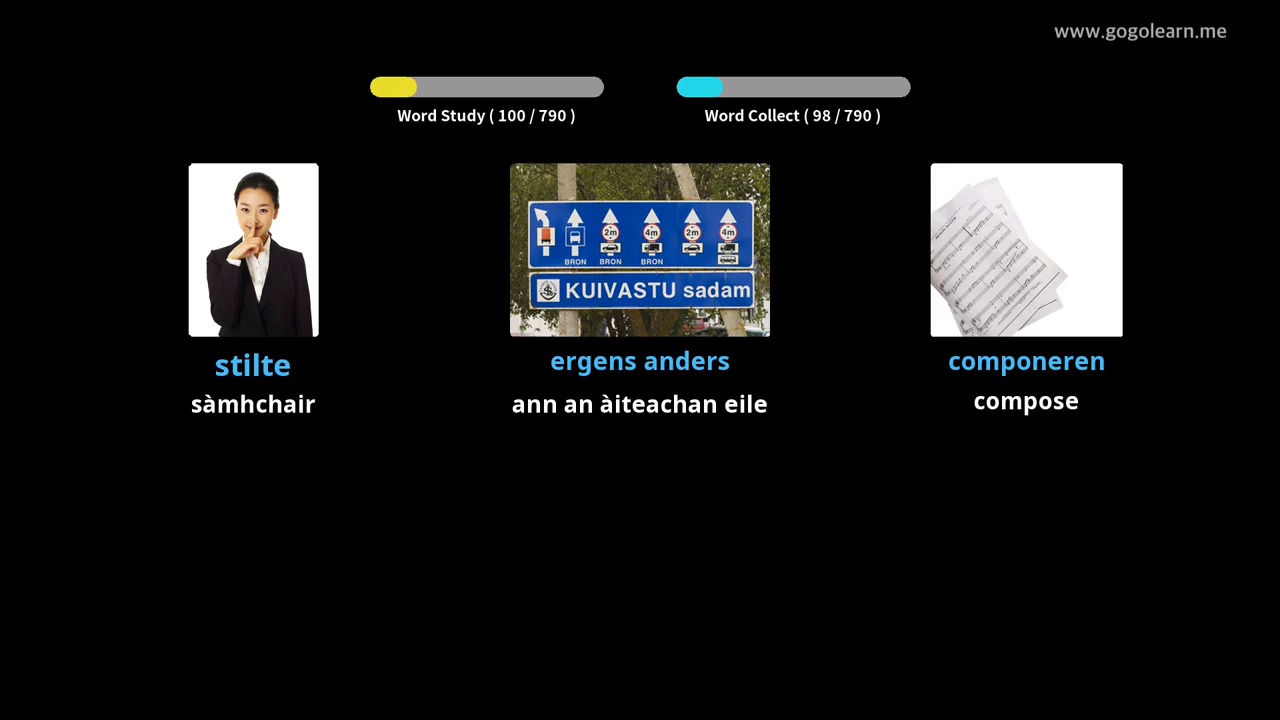 www.gogolearn.me
Word Study ( 100 / 790 )
Word Collect ( 98 / 790 )
2m
4m
2m
4m
BRON
BRON
BRON
KUIVASTU sadam
stilte
ergens anders
componeren
sàmhchair
ann an àiteachan eile
compose